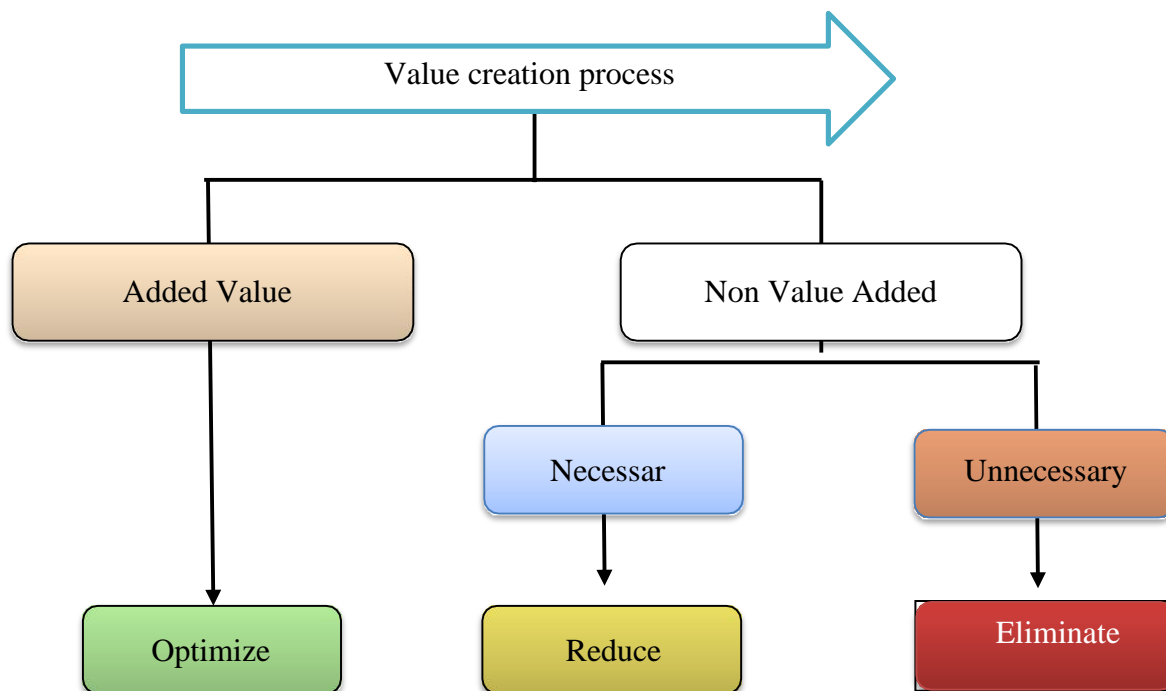 Value creation process
Added Value
Non Value Added
Necessar
Unnecessary
Optimize
Reduce
Eliminate